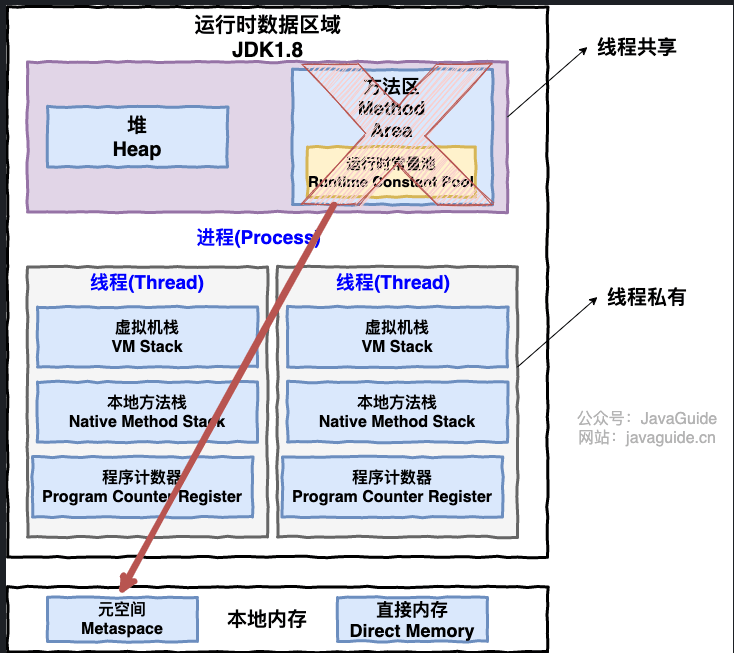 运行时数据区域
JDK1.8
线程共享
堆
Heap
方法区
Method
Area
运行时常量池
Runtime Constant Pool
进程(Process)
线程(Thread)
虚拟机栈
VM Stack
本地方法栈
Native Method Stack
程序计数器
Program Counter Register
线程(Thread)
虚拟机栈
VM Stack
本地方法栈
Native Method Stack
程序计数器
Program Counter Register
线程私有
公众号：JavaGuide
网站：javaguide.cn
元空间
Metaspace
本地内存
直接内存
Direct Memory